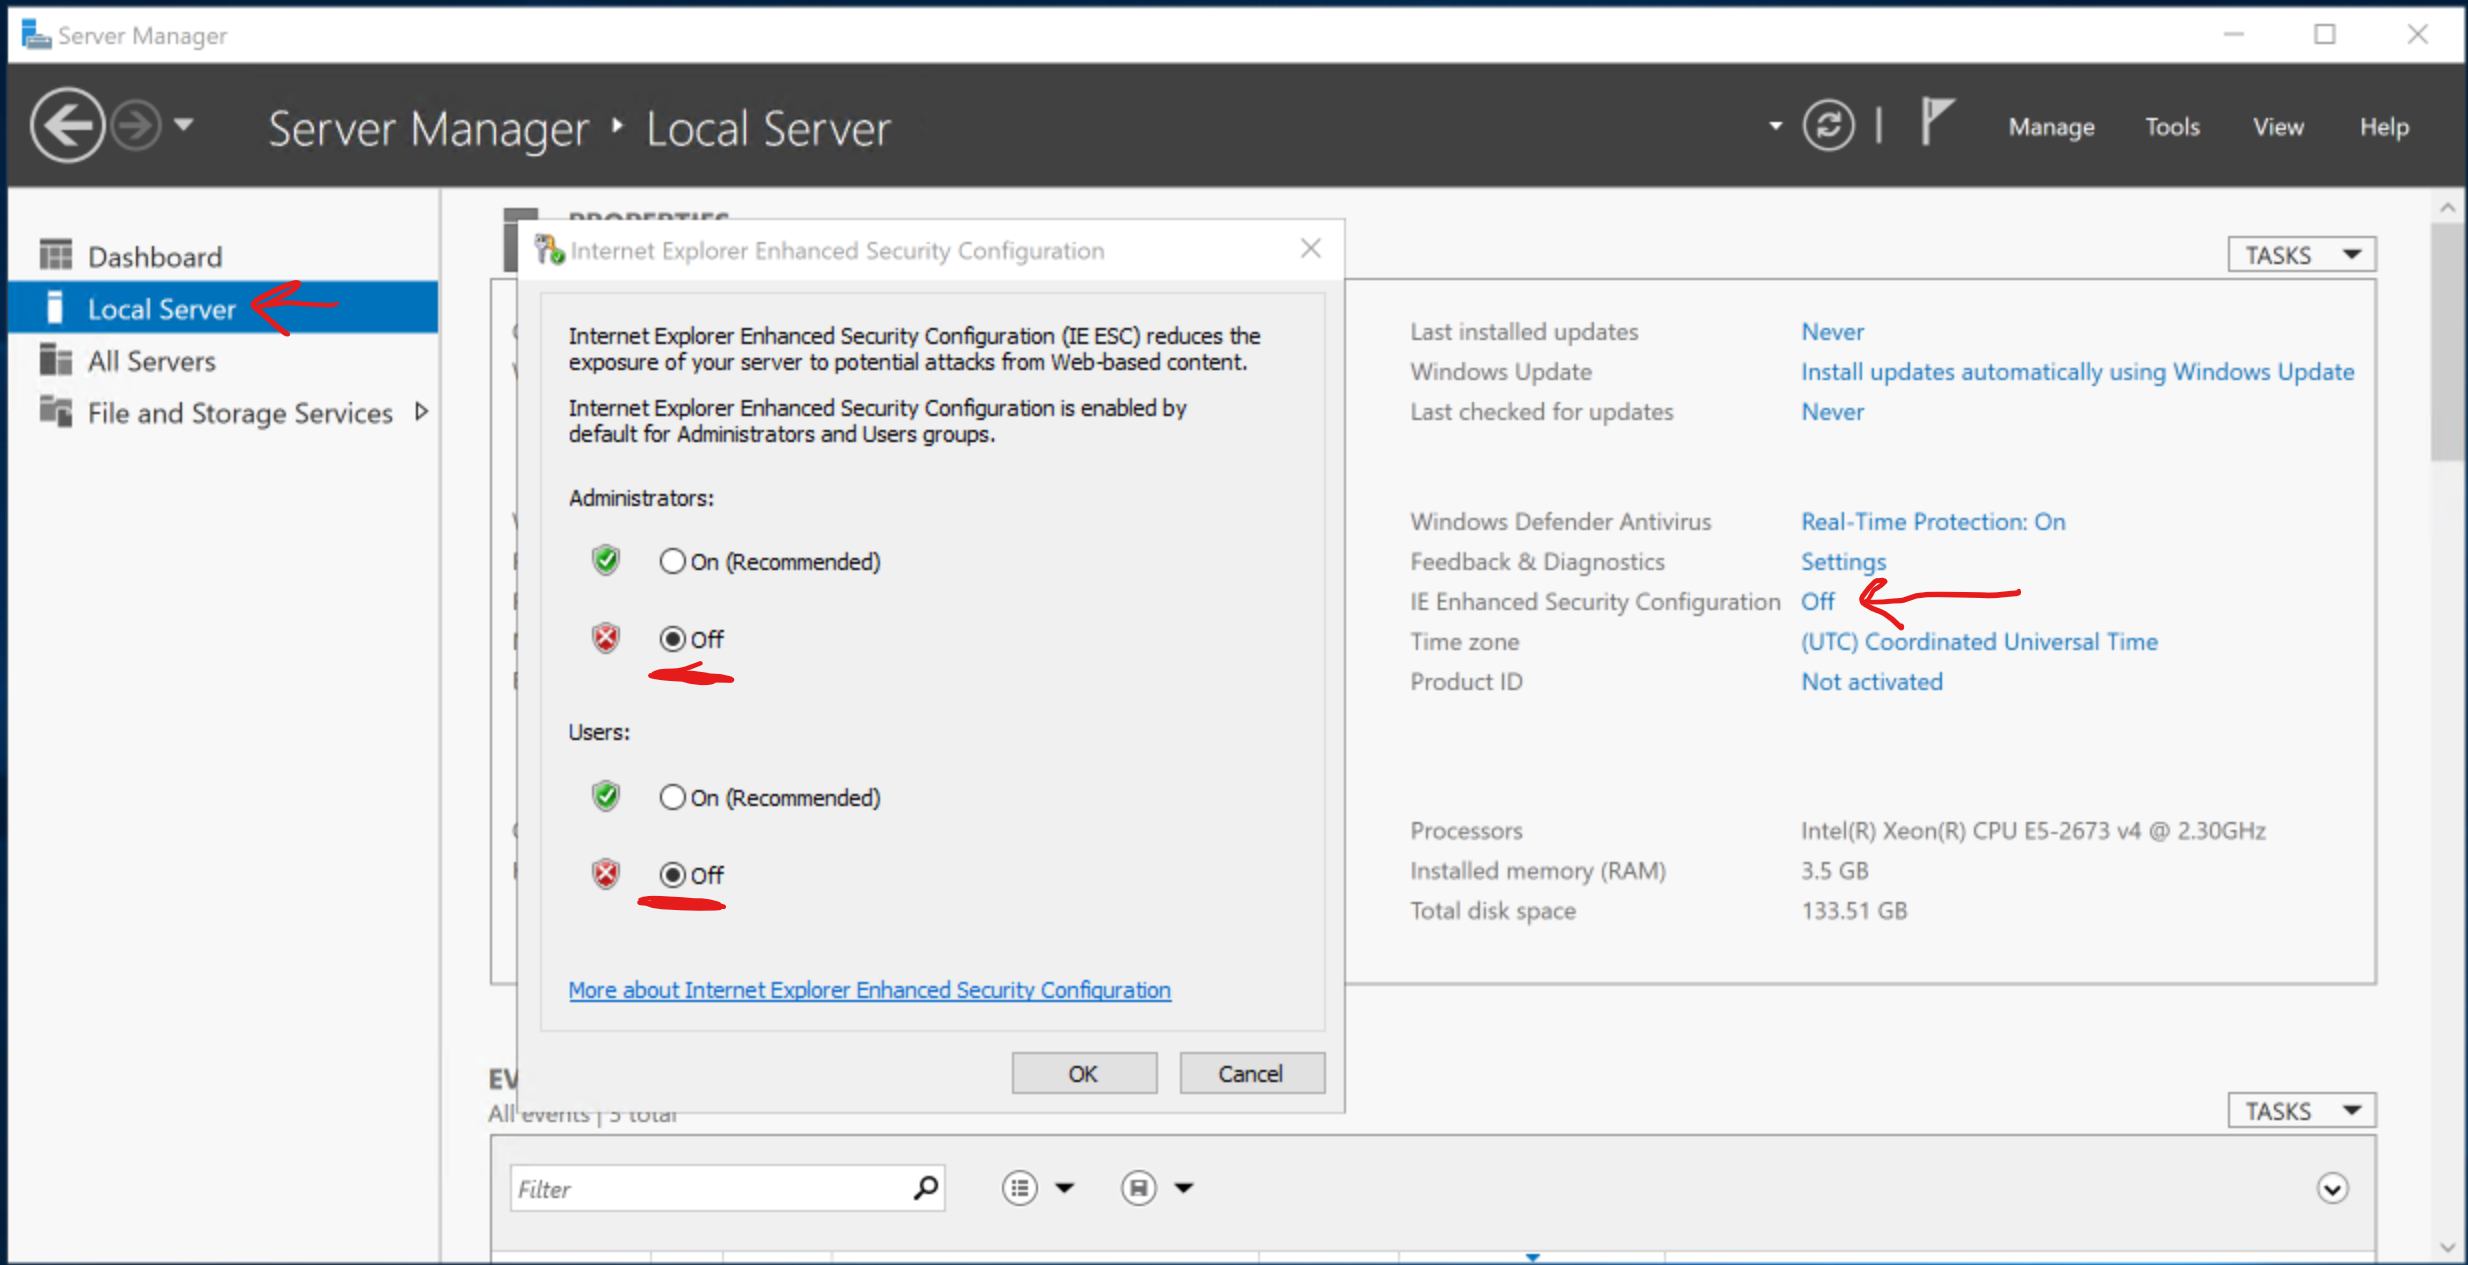 Server Manager
Server Manager ‣ Local Server
Manage Tools View Help
Dashboard
Local Server
All Servers
File and Storage Services
PROPERTIES
TASKS
Internet Explorer Enhanced Security Configuration
Internet Explorer Enhanced Security Configuration (IE ESC) reduces the
exposure of your server to potential attacks from Web-based content.
Internet Explorer Enhanced Security Configuration is enabled by
default for Administrators and Users groups.
Administrators:
On (Recommended)
Off
Users:
On (Recommended)
Off
More about Internet Explorer Enhanced Security Configuration
OK Cancel
Last installed updates Never
Windows Update Install updates automatically using Windows Update
Last checked for updates Never
Windows Defender Antivirus Real-Time Protection: On
Feedback & Diagnostics Settings
IE Enhanced Security Configuration Off
Time zone (UTC) Coordinated Universal Time
Product ID Not activated
Processors Intel(R) Xeon(R) CPU E5-2673 v4 @ 2.30GHz
Installed memory (RAM) 3.5 GB
Total disk space 133.51 GB
EV
All events | 5 total
TASKS
Filter